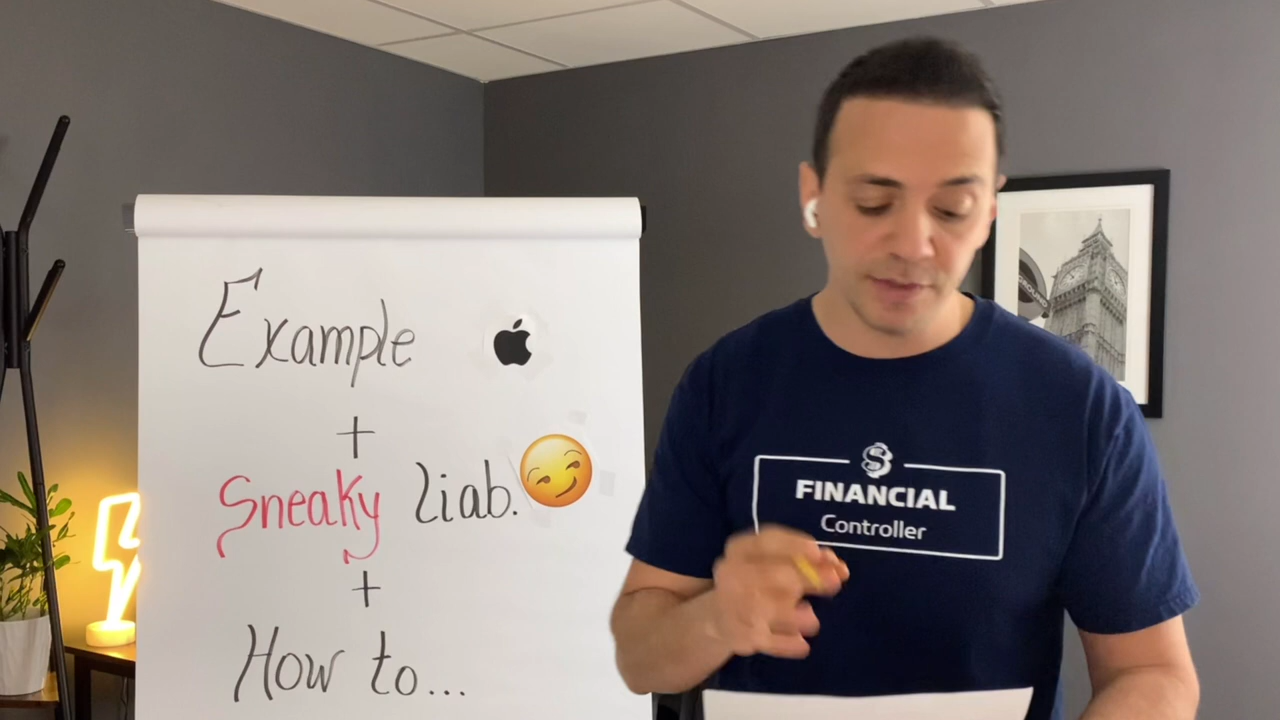 Example
+
Sneaky Liab.
+
How to...
$
FINANCIAL
Controller